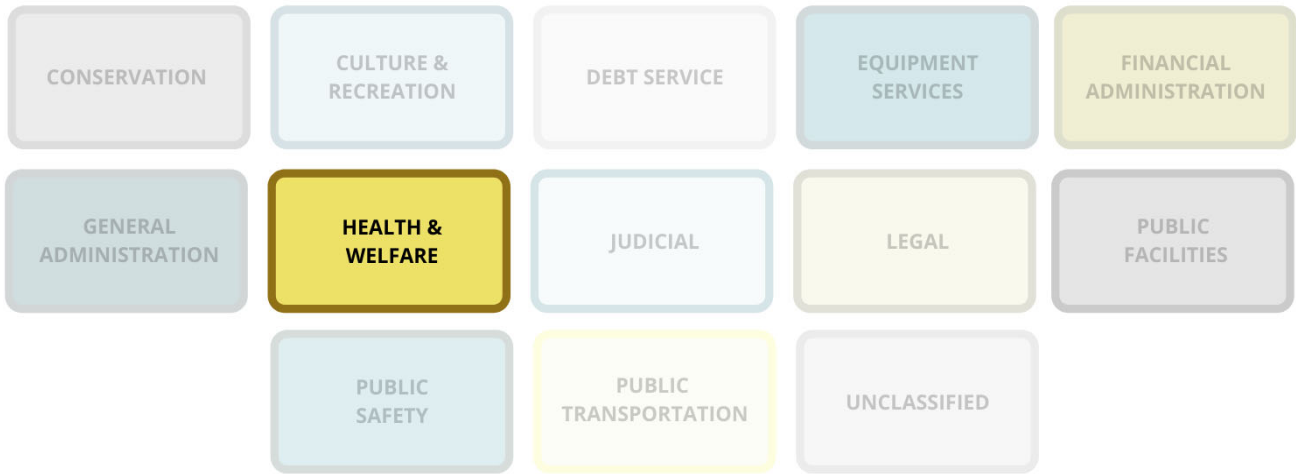 CONSERVATION
CULTURE &
RECREATION
DEBT SERVICE
EQUIPMENT
SERVICES
FINANCIAL
ADMINISTRATION
GENERAL
ADMINISTRATION
HEALTH &
WELFARE
JUDICIAL
LEGAL
PUBLIC
FACILITIES
PUBLIC
SAFETY
PUBLIC
TRANSPORTATION
UNCLASSIFIED